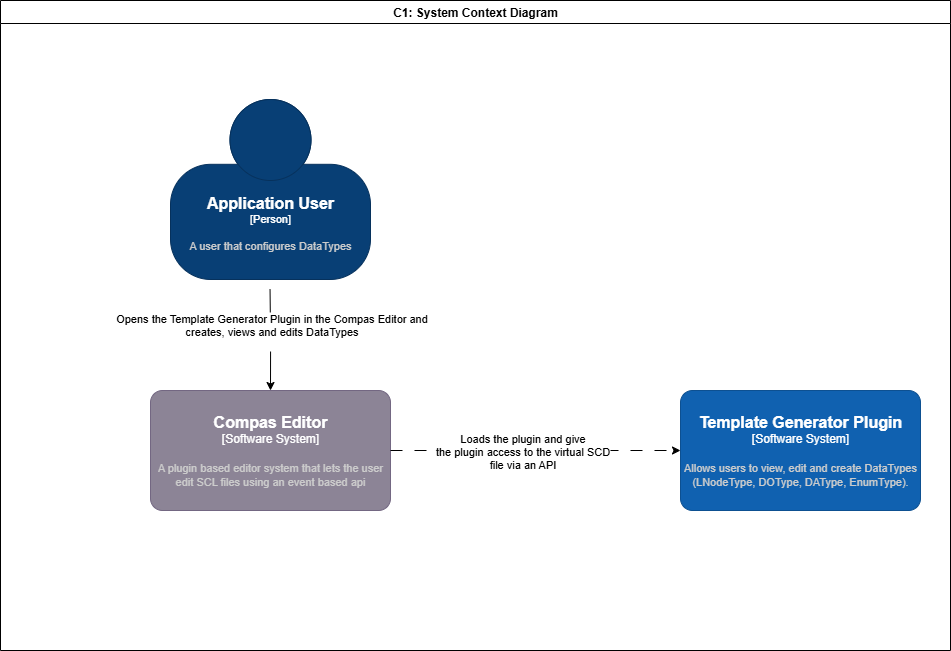 C1: System Context Diagram
Application User
[Person]
A user that configures DataTypes
Opens the Template Generator Plugin in the Compas Editor and
creates, views and edits DataTypes
Compas Editor
[Software System]
A plugin based editor system that lets the user
edit SCL files using an event based api
Loads the plugin and give
the plugin access to the virtual SCD
file via an API
Template Generator Plugin
[Software System]
Allows users to view, edit and create DataTypes
(LNodeType, DOType, DAType, EnumType).